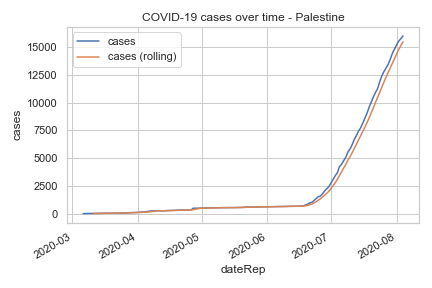 COVID-19 cases over time - Palestine
cases
cases (rolling)
cases
15000
12500
10000
7500
5000
2500
0
2020-03
2020-04
2020-05
2020-06
2020-07
2020-08
dateRep